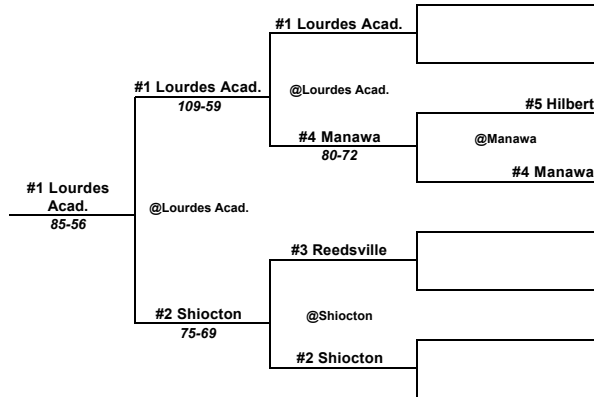 #1 Lourdes Acad.
#1 Lourdes Acad.
@Lourdes Acad.
109-59
#5 Hilbert
#4 Manawa
@Manawa
80-72
#4 Manawa
#1 Lourdes
Acad.
@Lourdes Acad.
85-56
#3 Reedsville
#2 Shiocton
@Shiocton
75-69
#2 Shiocton